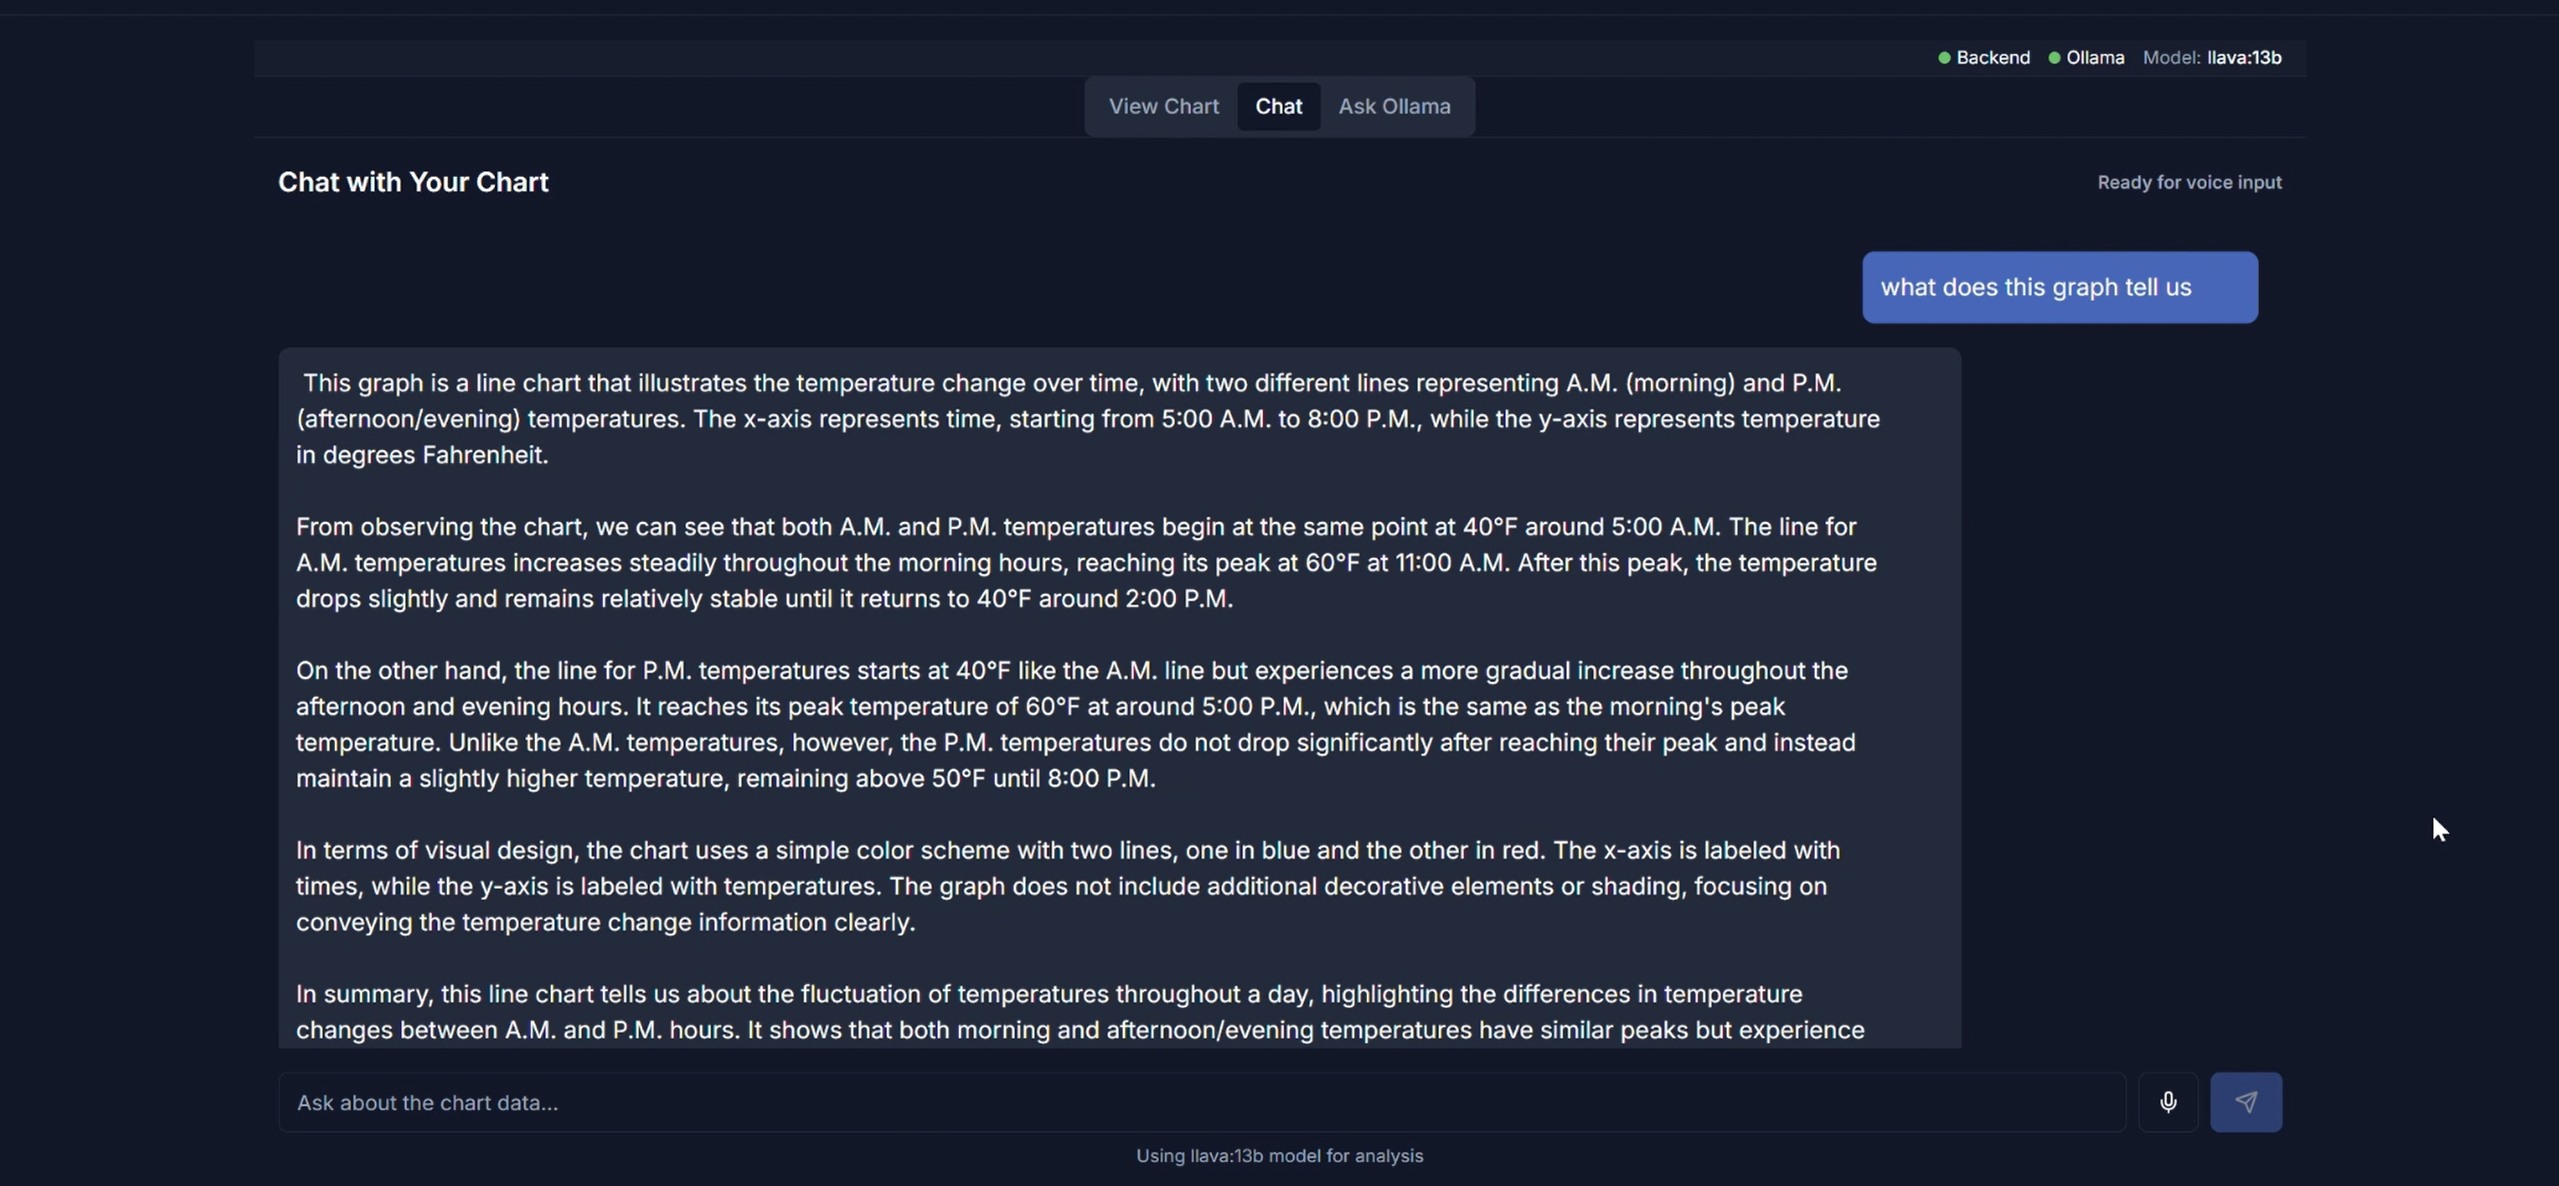 Backend Ollama Model: llava:13b
View Chart Chat Ask Ollama
Chat with Your Chart
Ready for voice input
what does this graph tell us
This graph is a line chart that illustrates the temperature change over time, with two different lines representing A.M. (morning) and P.M.
(afternoon/evening) temperatures. The x-axis represents time, starting from 5:00 A.M. to 8:00 P.M., while the y-axis represents temperature
in degrees Fahrenheit.
From observing the chart, we can see that both A.M. and P.M. temperatures begin at the same point at 40°F around 5:00 A.M. The line for
A.M. temperatures increases steadily throughout the morning hours, reaching its peak at 60°F at 11:00 A.M. After this peak, the temperature
drops slightly and remains relatively stable until it returns to 40°F around 2:00 P.M.
On the other hand, the line for P.M. temperatures starts at 40°F like the A.M. line but experiences a more gradual increase throughout the
afternoon and evening hours. It reaches its peak temperature of 60°F at around 5:00 P.M., which is the same as the morning's peak
temperature. Unlike the A.M. temperatures, however, the P.M. temperatures do not drop significantly after reaching their peak and instead
maintain a slightly higher temperature, remaining above 50°F until 8:00 P.M.
In terms of visual design, the chart uses a simple color scheme with two lines, one in blue and the other in red. The x-axis is labeled with
times, while the y-axis is labeled with temperatures. The graph does not include additional decorative elements or shading, focusing on
conveying the temperature change information clearly.
In summary, this line chart tells us about the fluctuation of temperatures throughout a day, highlighting the differences in temperature
changes between A.M. and P.M. hours. It shows that both morning and afternoon/evening temperatures have similar peaks but experience
Ask about the chart data...
Using llava:13b model for analysis